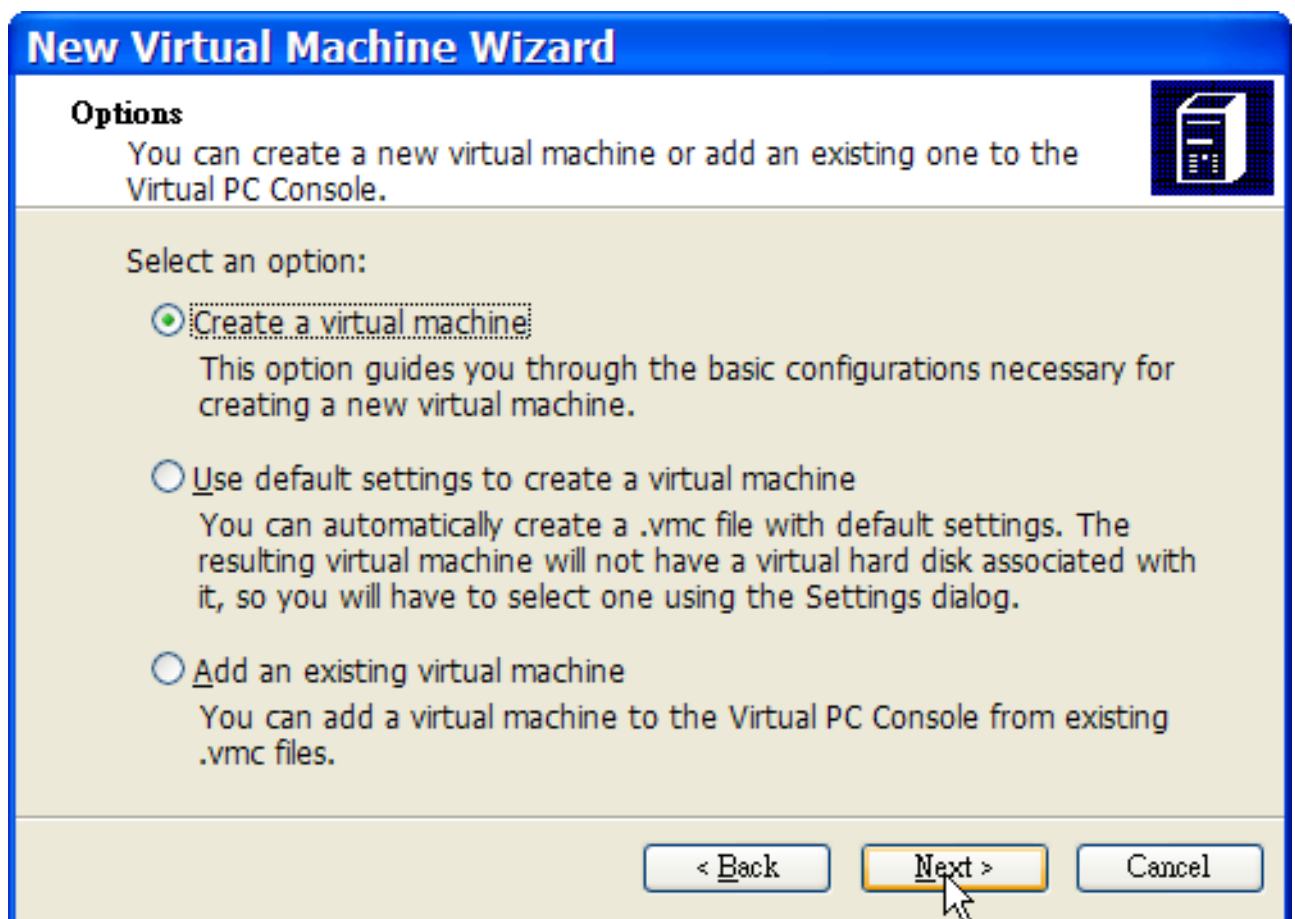 New Virtual Machine Wizard
Options
You can create a new virtual machine or add an existing one to the
Virtual PC Console.
Select an option:
Create a virtual machine
This option guides you through the basic configurations necessary for
creating a new virtual machine.
Use default settings to create a virtual machine
You can automatically create a .vmc file with default settings. The
resulting virtual machine will not have a virtual hard disk associated with
it, so you will have to select one using the Settings dialog.
Add an existing virtual machine
You can add a virtual machine to the Virtual PC Console from existing
.vmc files.
< Back Next > Cancel